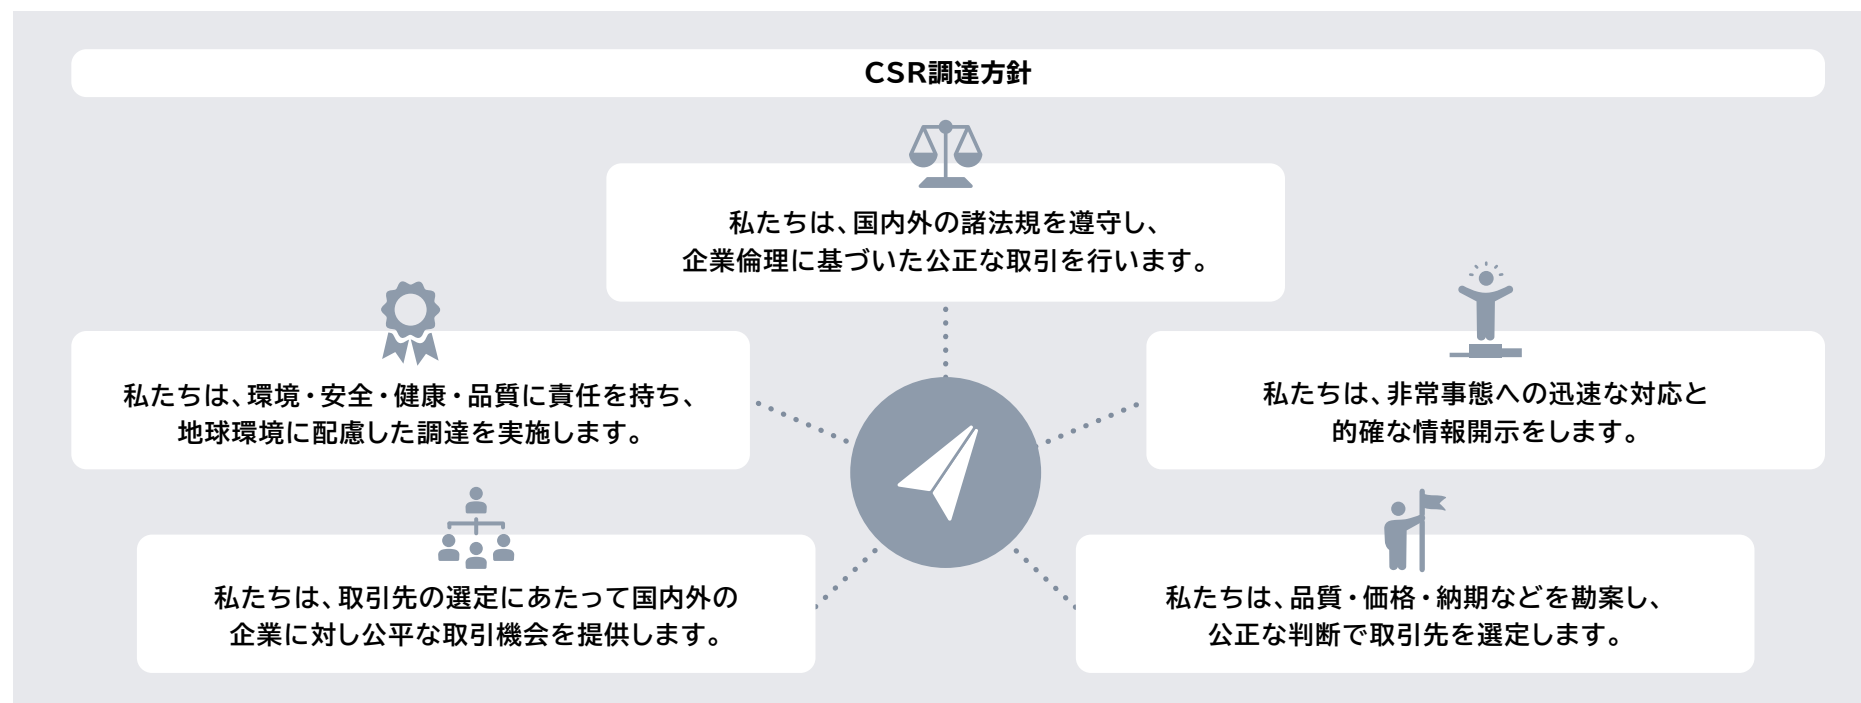 CSR調達方針
私たちは、国内外の諸法規を遵守し、
企業倫理に基づいた公正な取引を行います。
私たちは、環境・安全・健康・品質に責任を持ち、
地球環境に配慮した調達を実施します。
私たちは、非常事態への迅速な対応と
的確な情報開示をします。
私たちは、取引先の選定にあたって国内外の
企業に対し公平な取引機会を提供します。
私たちは、品質・価格・納期などを勘案し、
公正な判断で取引先を選定します。